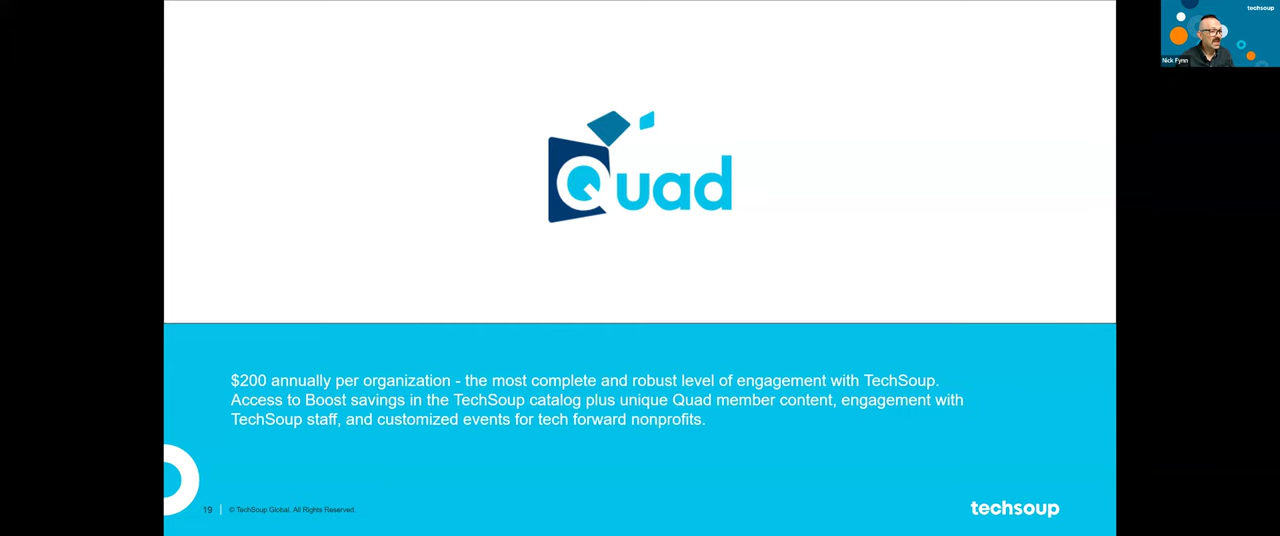 techsoup
Nick Fynn
Quad
$200 annually per organization - the most complete and robust level of engagement with TechSoup.
Access to Boost savings in the TechSoup catalog plus unique Quad member content, engagement with
TechSoup staff, and customized events for tech forward nonprofits.
19 | © TechSoup Global. All Rights Reserved.
techsoup